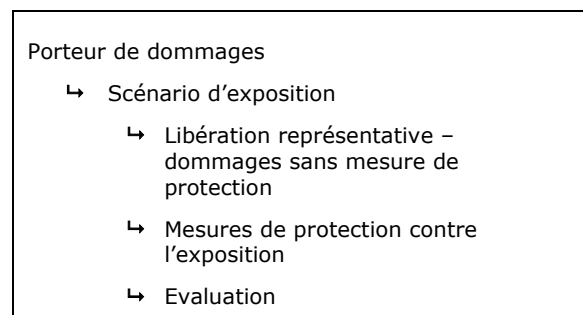 Porteur de dommages
↳ Scénario d’exposition
↳ Libération représentative –
dommages sans mesure de
protection
↳ Mesures de protection contre
l’exposition
↳ Evaluation